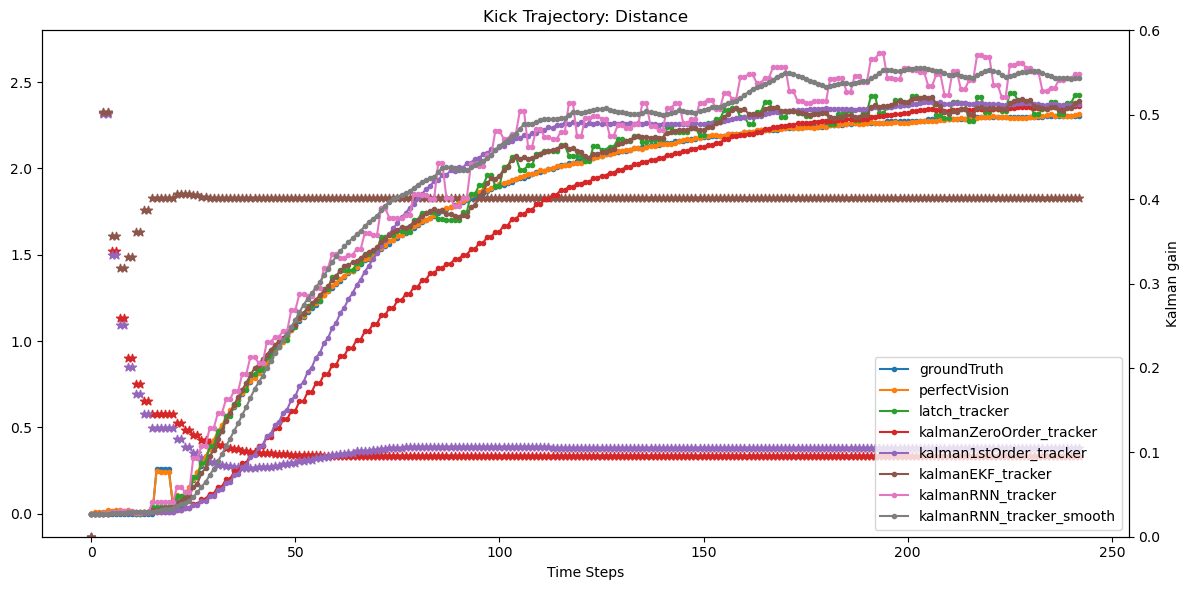 Kick Trajectory: Distance
2.5
2.0
1.5
1.0
0.5
0.0
0.6
0.5
0.4
0.3
0.2
0.1
0.0
Kalman gain
groundTruth
perfectVision
latch_tracker
kalmanZeroOrder_tracker
kalman1stOrder_tracker
kalmanEKF_tracker
kalmanRNN_tracker
kalmanRNN_tracker_smooth
0 50 100 150 200 250
Time Steps